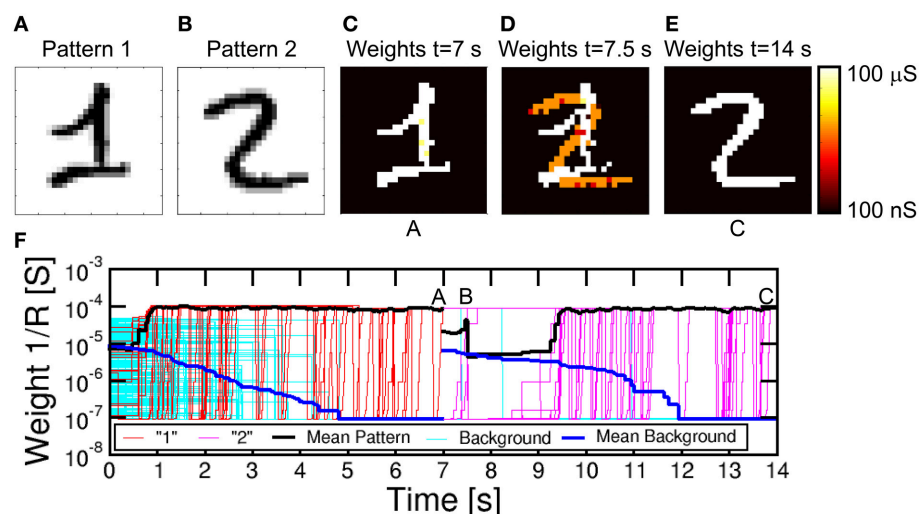 A
Pattern 1
B
Pattern 2
C
Weights t=7 s
D
Weights t=7.5 s
E
Weights t=14 s
100 μS
100 nS
A
C
F
Weight 1/R [S]
10⁻³
10⁻⁴
10⁻⁵
10⁻⁶
10⁻⁷
10⁻⁸
A
B
C
"1"
"2"
Mean Pattern
Background
Mean Background
0 1 2 3 4 5 6 7 8 9 10 11 12 13 14
Time [s]